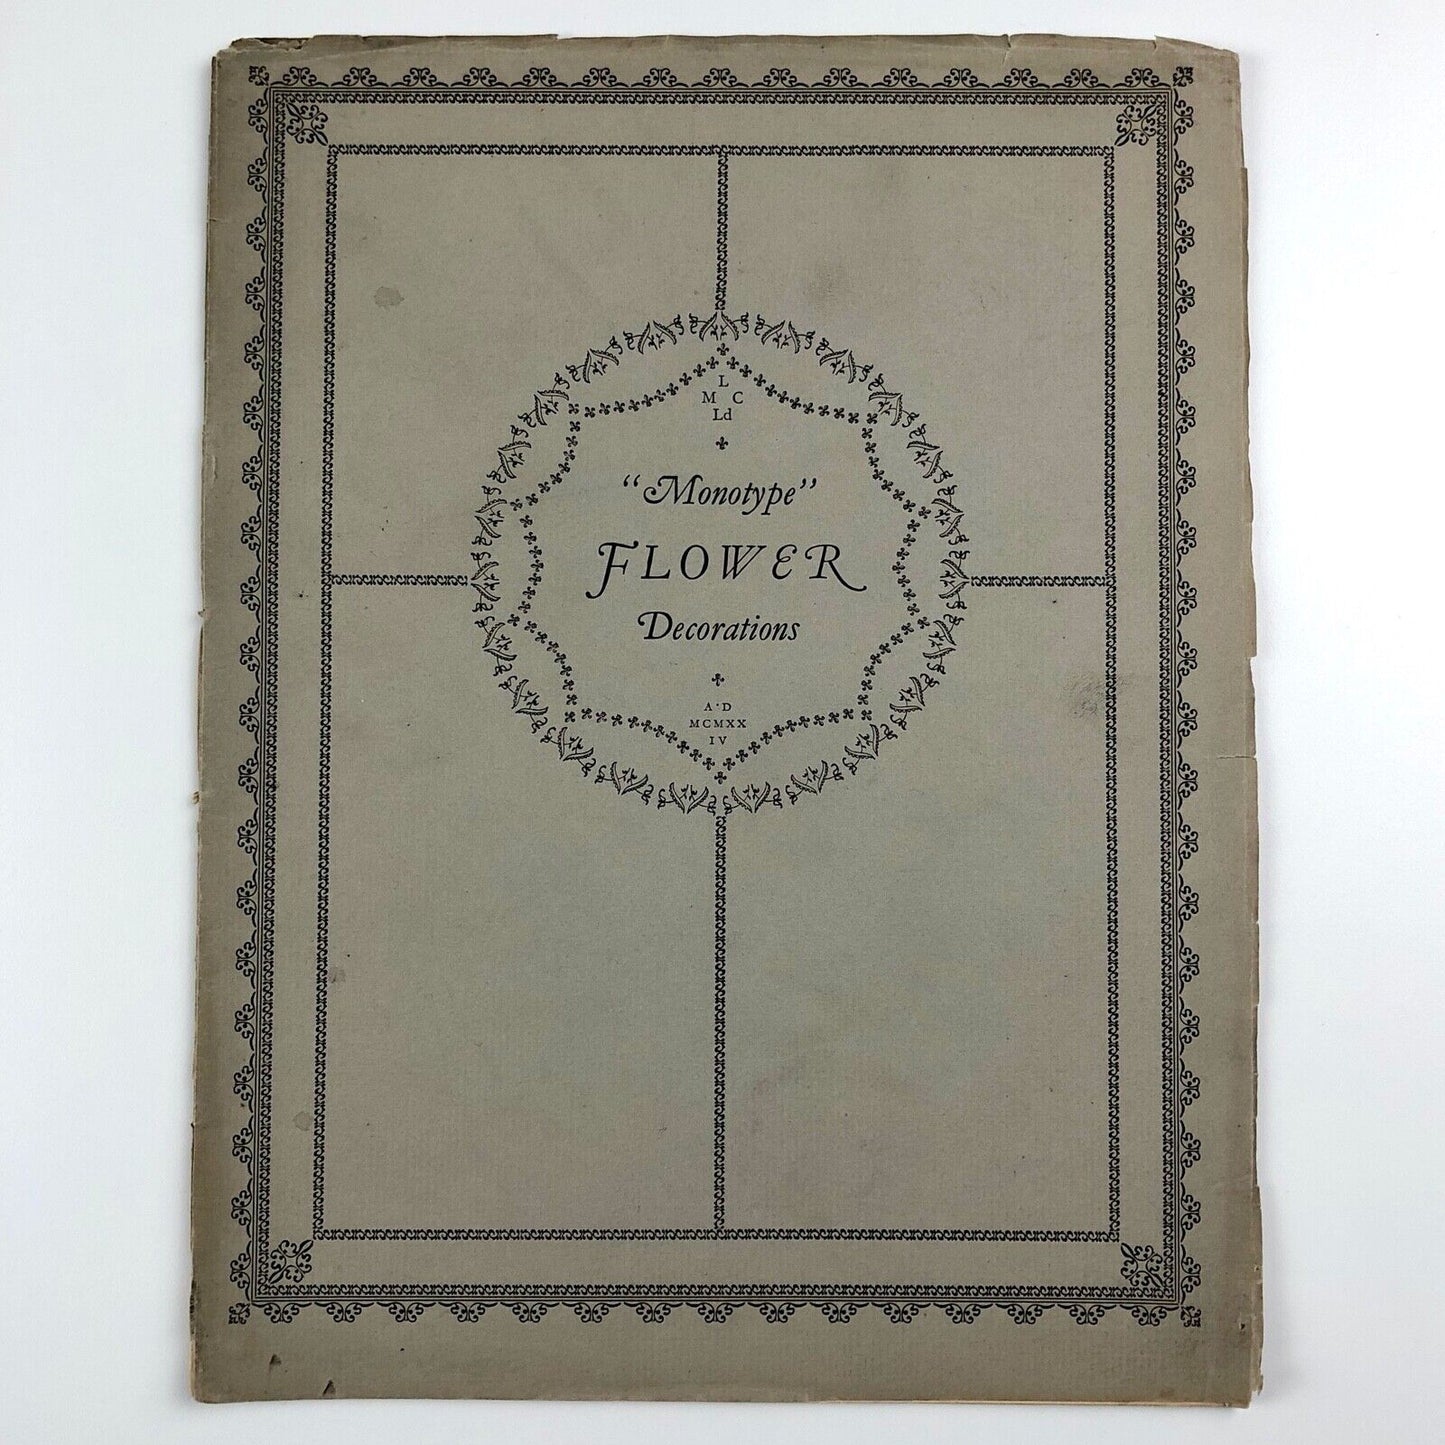 L
M C
Ld
"Monotype"
FLOWER
Decorations
A·D
MCMXX
IV